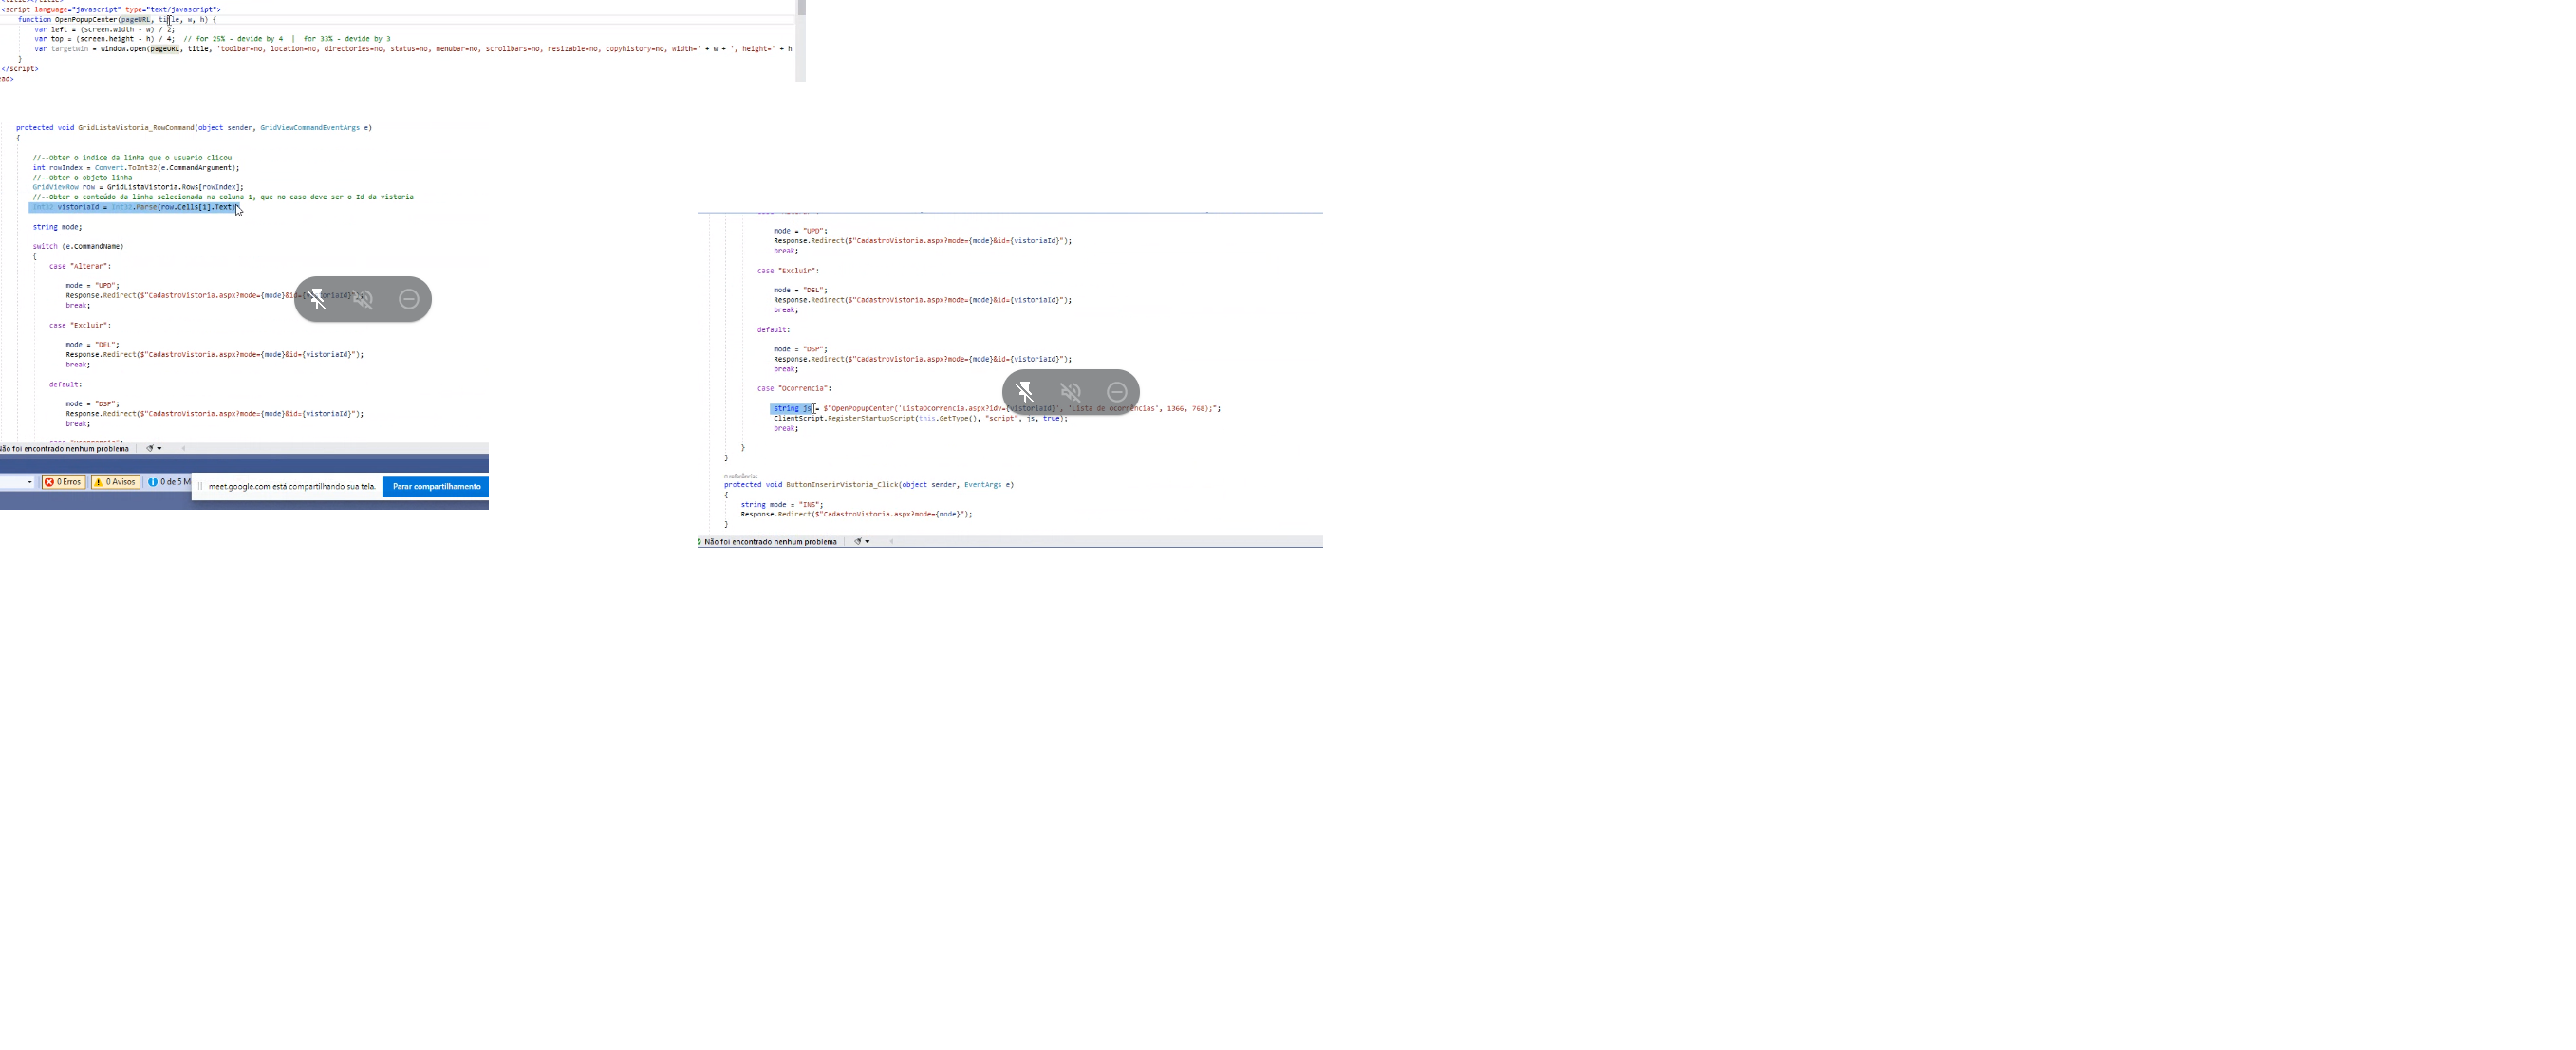 <script language="javascript" type="text/javascript">
function OpenPopupCenter(pageURL, title, w, h) {
var left = (screen.width - w) / 2;
var top = (screen.height - h) / 4; // for 25% - devide by 4 | for 33% - devide by 3
var targetWin = window.open(pageURL, title, 'toolbar=no, location=no, directories=no, status=no, menubar=no, scrollbars=no, resizable=no, copyhistory=no, width=' + w + ', height=' + h
}
</script>
ead>
protected void GridListaVistoria_RowCommand(object sender, GridViewCommandEventArgs e)
{
//--Obter o indice da linha que o usuario clicou
int rowIndex = Convert.ToInt32(e.CommandArgument);
//--Obter o objeto linha
GridViewRow row = GridListaVistoria.Rows[rowIndex];
//--Obter o conteúdo da linha selecionada na coluna 1, que no caso deve ser o Id da vistoria
Int32 vistoriaId = Int32.Parse(row.Cells[1].Text)
string mode;
switch (e.CommandName)
{
case "Alterar":
mode = "UPD";
Response.Redirect($"CadastroVistoria.aspx?mode={mode}&id=
break;
case "Excluir":
mode = "DEL";
Response.Redirect($"CadastroVistoria.aspx?mode={mode}&id={vistoriaId}");
break;
default:
mode = "DSP";
Response.Redirect($"CadastroVistoria.aspx?mode={mode}&id={vistoriaId}");
break;
Não foi encontrado nenhum problema
0 Erros 0 Avisos 0 de 5 M
meet.google.com está compartilhando sua tela. Parar compartilhamento
mode = "UPD";
Response.Redirect($"CadastroVistoria.aspx?mode={mode}&id={vistoriaId}");
break;
case "Excluir":
mode = "DEL";
Response.Redirect($"CadastroVistoria.aspx?mode={mode}&id={vistoriaId}");
break;
default:
mode = "DSP";
Response.Redirect($"CadastroVistoria.aspx?mode={mode}&id={vistoriaId}");
break;
case "Ocorrencia":
string js = $"OpenPopupCenter('ListaOcorrencia.aspx?idv={vistoriaId}', 'Lista de ocorrências', 1366, 768);";
ClientScript.RegisterStartupScript(this.GetType(), "script", js, true);
break;
}
}
0 referências
protected void ButtonInserirVistoria_Click(object sender, EventArgs e)
{
string mode = "INS";
Response.Redirect($"CadastroVistoria.aspx?mode={mode}");
}
Não foi encontrado nenhum problema